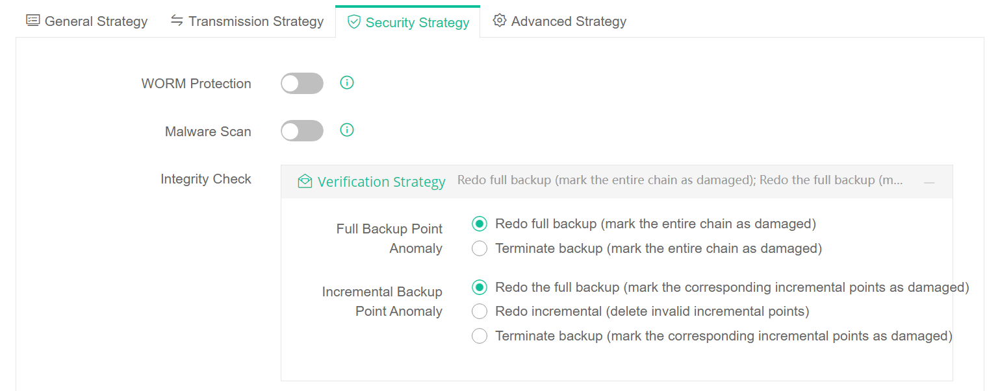 General Strategy Transmission Strategy Security Strategy Advanced Strategy
WORM Protection
Malware Scan
Integrity Check
Verification Strategy Redo full backup (mark the entire chain as damaged); Redo the full backup (m...
Full Backup Point
Anomaly
Redo full backup (mark the entire chain as damaged)
Terminate backup (mark the entire chain as damaged)
Incremental Backup
Point Anomaly
Redo the full backup (mark the corresponding incremental points as damaged)
Redo incremental (delete invalid incremental points)
Terminate backup (mark the corresponding incremental points as damaged)